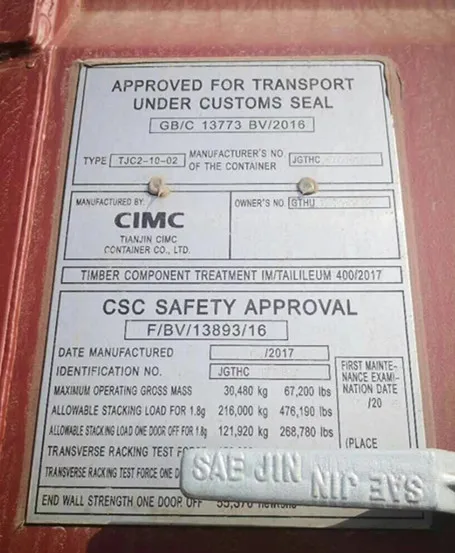 APPROVED FOR TRANSPORT
UNDER CUSTOMS SEAL
GB/C 13773 BV/2016
TYPE TJC2-10-02 MANUFACTURER'S NO OF THE CONTAINER JGTHC
MANUFACTURED BY:
CIMC
TIANJIN CIMC
CONTAINER CO., LTD.
OWNER'S NO GTHU
TIMBER COMPONENT TREATMENT IM/TAILILEUM 400/2017
CSC SAFETY APPROVAL
F/BV/13893/16
DATE MANUFACTURED /2017
IDENTIFICATION NO. JGTHC
MAXIMUM OPERATING GROSS MASS 30,480 kg 67,200 lbs
ALLOWABLE STACKING LOAD FOR 1.8g 216,000 kg 476,190 lbs
ALLOWABLE STACKING LOAD ONE DOOR OFF FOR 1.8g 121,920 kg 268,780 lbs
TRANSVERSE RACKING TEST
TRANSVERSE RACKING TEST FORCE ONE
END WALL STRENGTH ONE DOOR OFF
FIRST MAINTE-
NANCE EXAMI-
NATION DATE
/20
(PLACE
SAE JIN SAE JIN